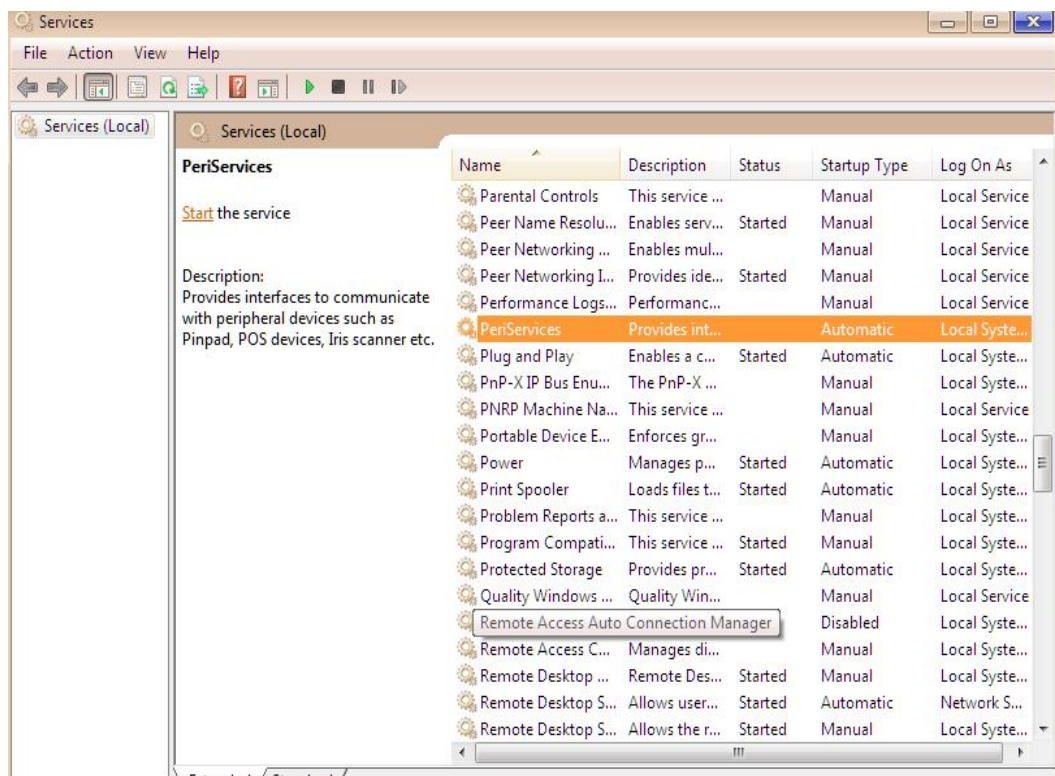 Services
File Action View Help
Services (Local)
Services (Local)
PeriServices
Start the service
Description:
Provides interfaces to communicate
with peripheral devices such as
Pinpad, POS devices, Iris scanner etc.
Name Description Status Startup Type Log On As
Parental Controls This service ... Manual Local Service
Peer Name Resolu... Enables serv... Started Manual Local Service
Peer Networking ... Enables mul... Manual Local Service
Peer Networking I... Provides ide... Started Manual Local Service
Performance Logs... Performanc... Manual Local Service
PeriServices Provides int... Automatic Local Syste...
Plug and Play Enables a c... Started Automatic Local Syste...
PnP-X IP Bus Enu... The PnP-X ... Manual Local Syste...
PNRP Machine Na... This service ... Manual Local Service
Portable Device E... Enforces gr... Manual Local Syste...
Power Manages p... Started Automatic Local Syste...
Print Spooler Loads files t... Started Automatic Local Syste...
Problem Reports a... This service ... Manual Local Syste...
Program Compati... This service ... Started Manual Local Syste...
Protected Storage Provides pr... Started Automatic Local Syste...
Quality Windows ... Quality Win... Manual Local Service
Remote Access Auto Connection Manager Disabled Local Syste...
Remote Access C... Manages di... Manual Local Syste...
Remote Desktop ... Remote Des... Started Manual Local Syste...
Remote Desktop S... Allows user... Started Automatic Network S...
Remote Desktop S... Allows the r... Started Manual Local Syste...